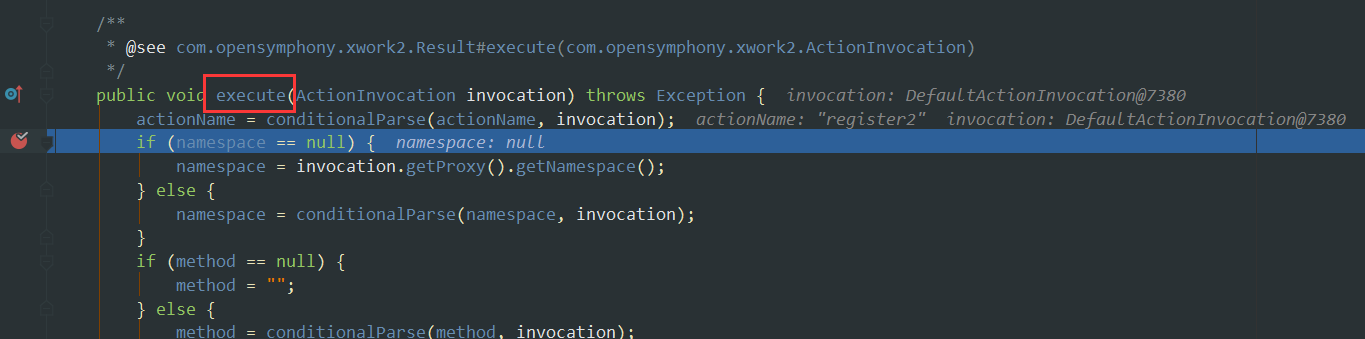 /**
* @see com.opensymphony.xwork2.Result#execute(com.opensymphony.xwork2.ActionInvocation)
*/
public void execute(ActionInvocation invocation) throws Exception {  invocation: DefaultActionInvocation@7380
actionName = conditionalParse(actionName, invocation);  actionName: "register2"  invocation: DefaultActionInvocation@7380
if (namespace == null) {  namespace: null
namespace = invocation.getProxy().getNamespace();
} else {
namespace = conditionalParse(namespace, invocation);
}
if (method == null) {
method = "";
} else {
method = conditionalParse(method, invocation);